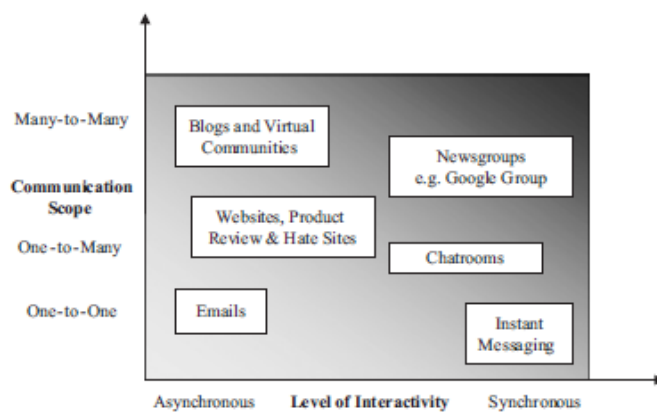 Many-to-Many
Communication
Scope
One-to-Many
One-to-One
Blogs and Virtual
Communities
Newsgroups
e.g. Google Group
Websites, Product
Review & Hate Sites
Chatrooms
Emails
Instant
Messaging
Asynchronous
Level of Interactivity
Synchronous